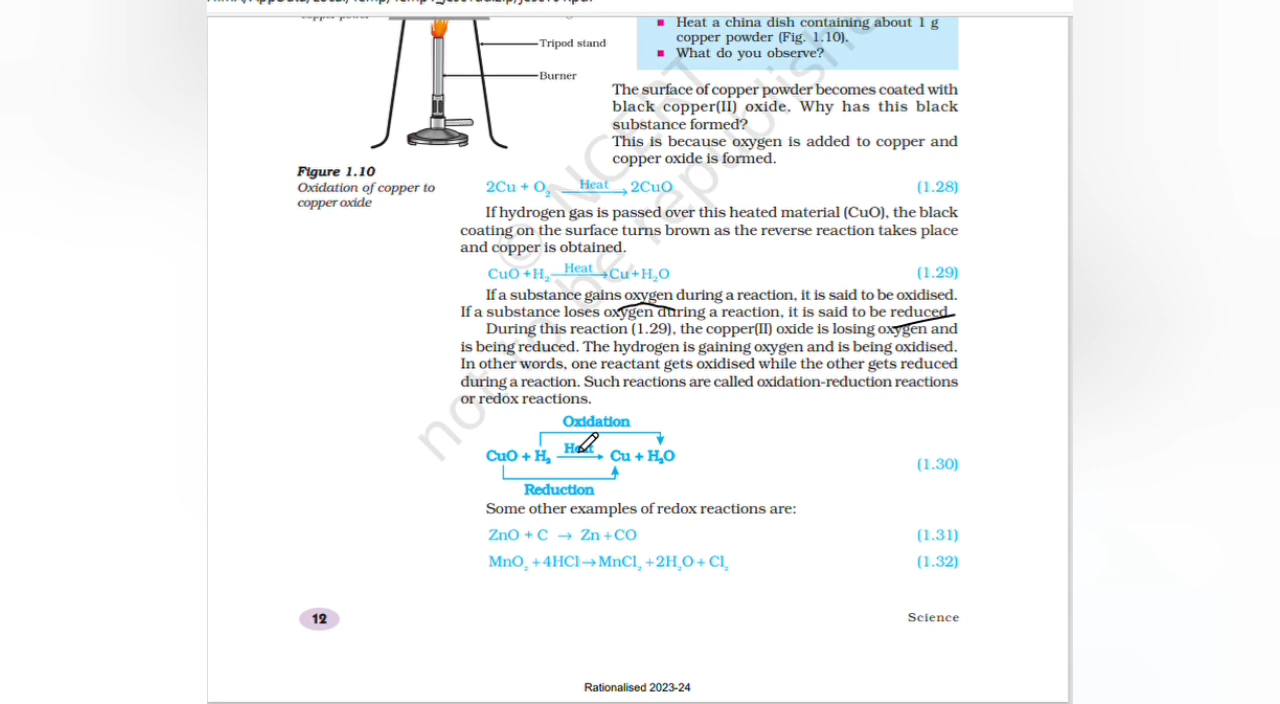 Heat a china dish containing about 1 g
copper powder (Fig. 1.10).
What do you observe?
Tripod stand
Burner
The surface of copper powder becomes coated with
black copper(II) oxide. Why has this black
substance formed?
This is because oxygen is added to copper and
copper oxide is formed.
Figure 1.10
Oxidation of copper to
copper oxide
2Cu + O₂ Heat → 2CuO (1.28)
If hydrogen gas is passed over this heated material (CuO), the black
coating on the surface turns brown as the reverse reaction takes place
and copper is obtained.
CuO +H₂ Heat → Cu+H₂O (1.29)
If a substance gains oxygen during a reaction, it is said to be oxidised.
If a substance loses oxygen during a reaction, it is said to be reduced.
During this reaction (1.29), the copper(II) oxide is losing oxygen and
is being reduced. The hydrogen is gaining oxygen and is being oxidised.
In other words, one reactant gets oxidised while the other gets reduced
during a reaction. Such reactions are called oxidation-reduction reactions
or redox reactions.
Oxidation
CuO + H₂ Heat → Cu + H₂O (1.30)
Reduction
Some other examples of redox reactions are:
ZnO + C → Zn +CO (1.31)
MnO₂ +4HCl→MnCl₂ +2H₂O+ Cl₂ (1.32)
12
Science
Rationalised 2023-24
© NCERT
not to be republished